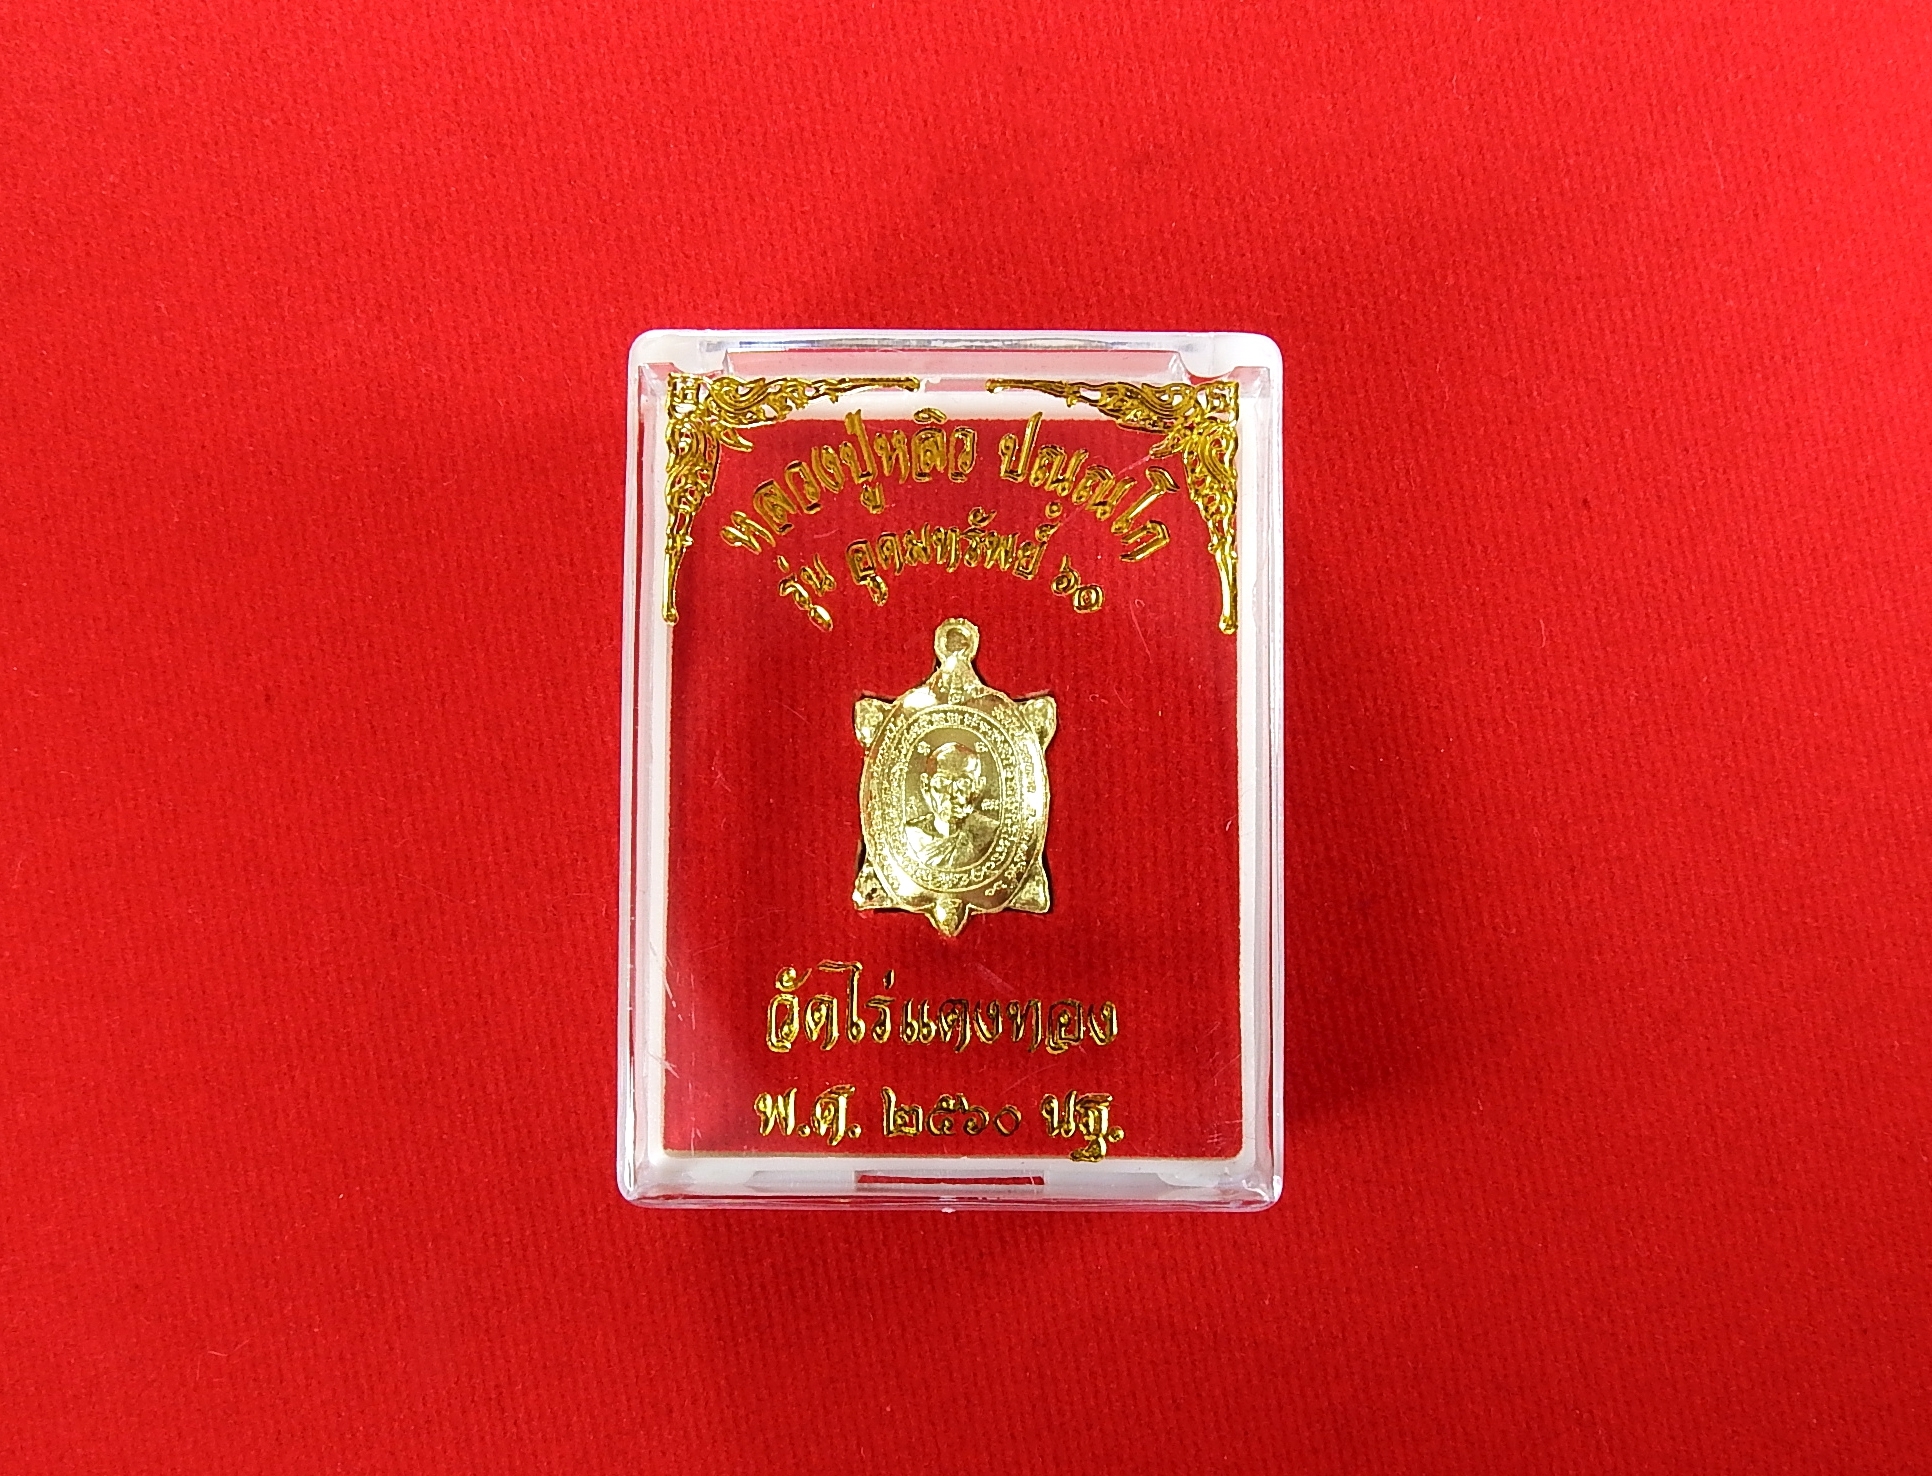 หลวงปู่หลิว ปณฺณโก
รุ่น อุดมทรัพย์ ๖๐
วัดไร่แตงทอง
พ.ศ. ๒๕๖๐ นฐ.